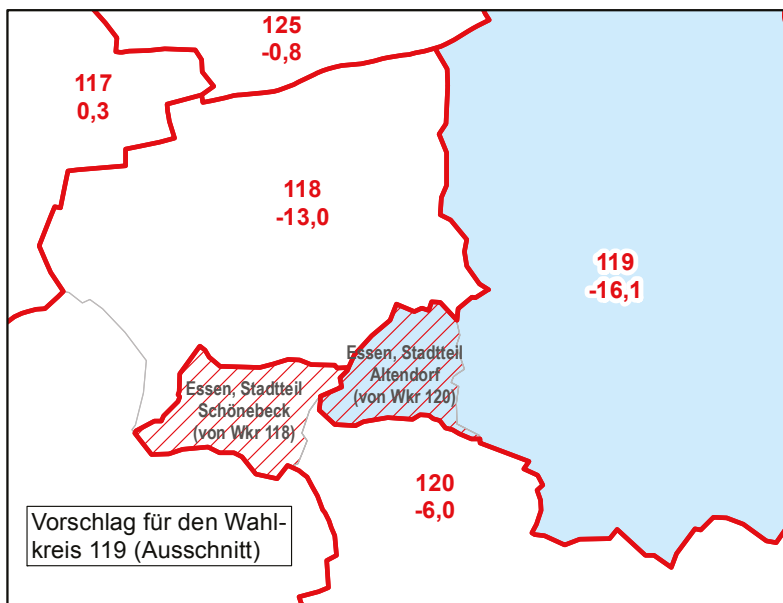 125
-0,8
117
0,3
118
-13,0
119
-16,1
Essen, Stadtteil
Altendorf
(von Wkr 120)
Essen, Stadtteil
Schönebeck
(von Wkr 118)
120
-6,0
Vorschlag für den Wahl-
kreis 119 (Ausschnitt)